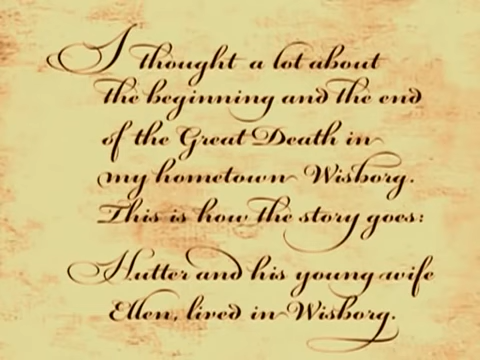 I thought a lot about
the beginning and the end
of the Great Death in
my hometown Wisborg.
This is how the story goes:
Hutter and his young wife
Ellen, lived in Wisborg.